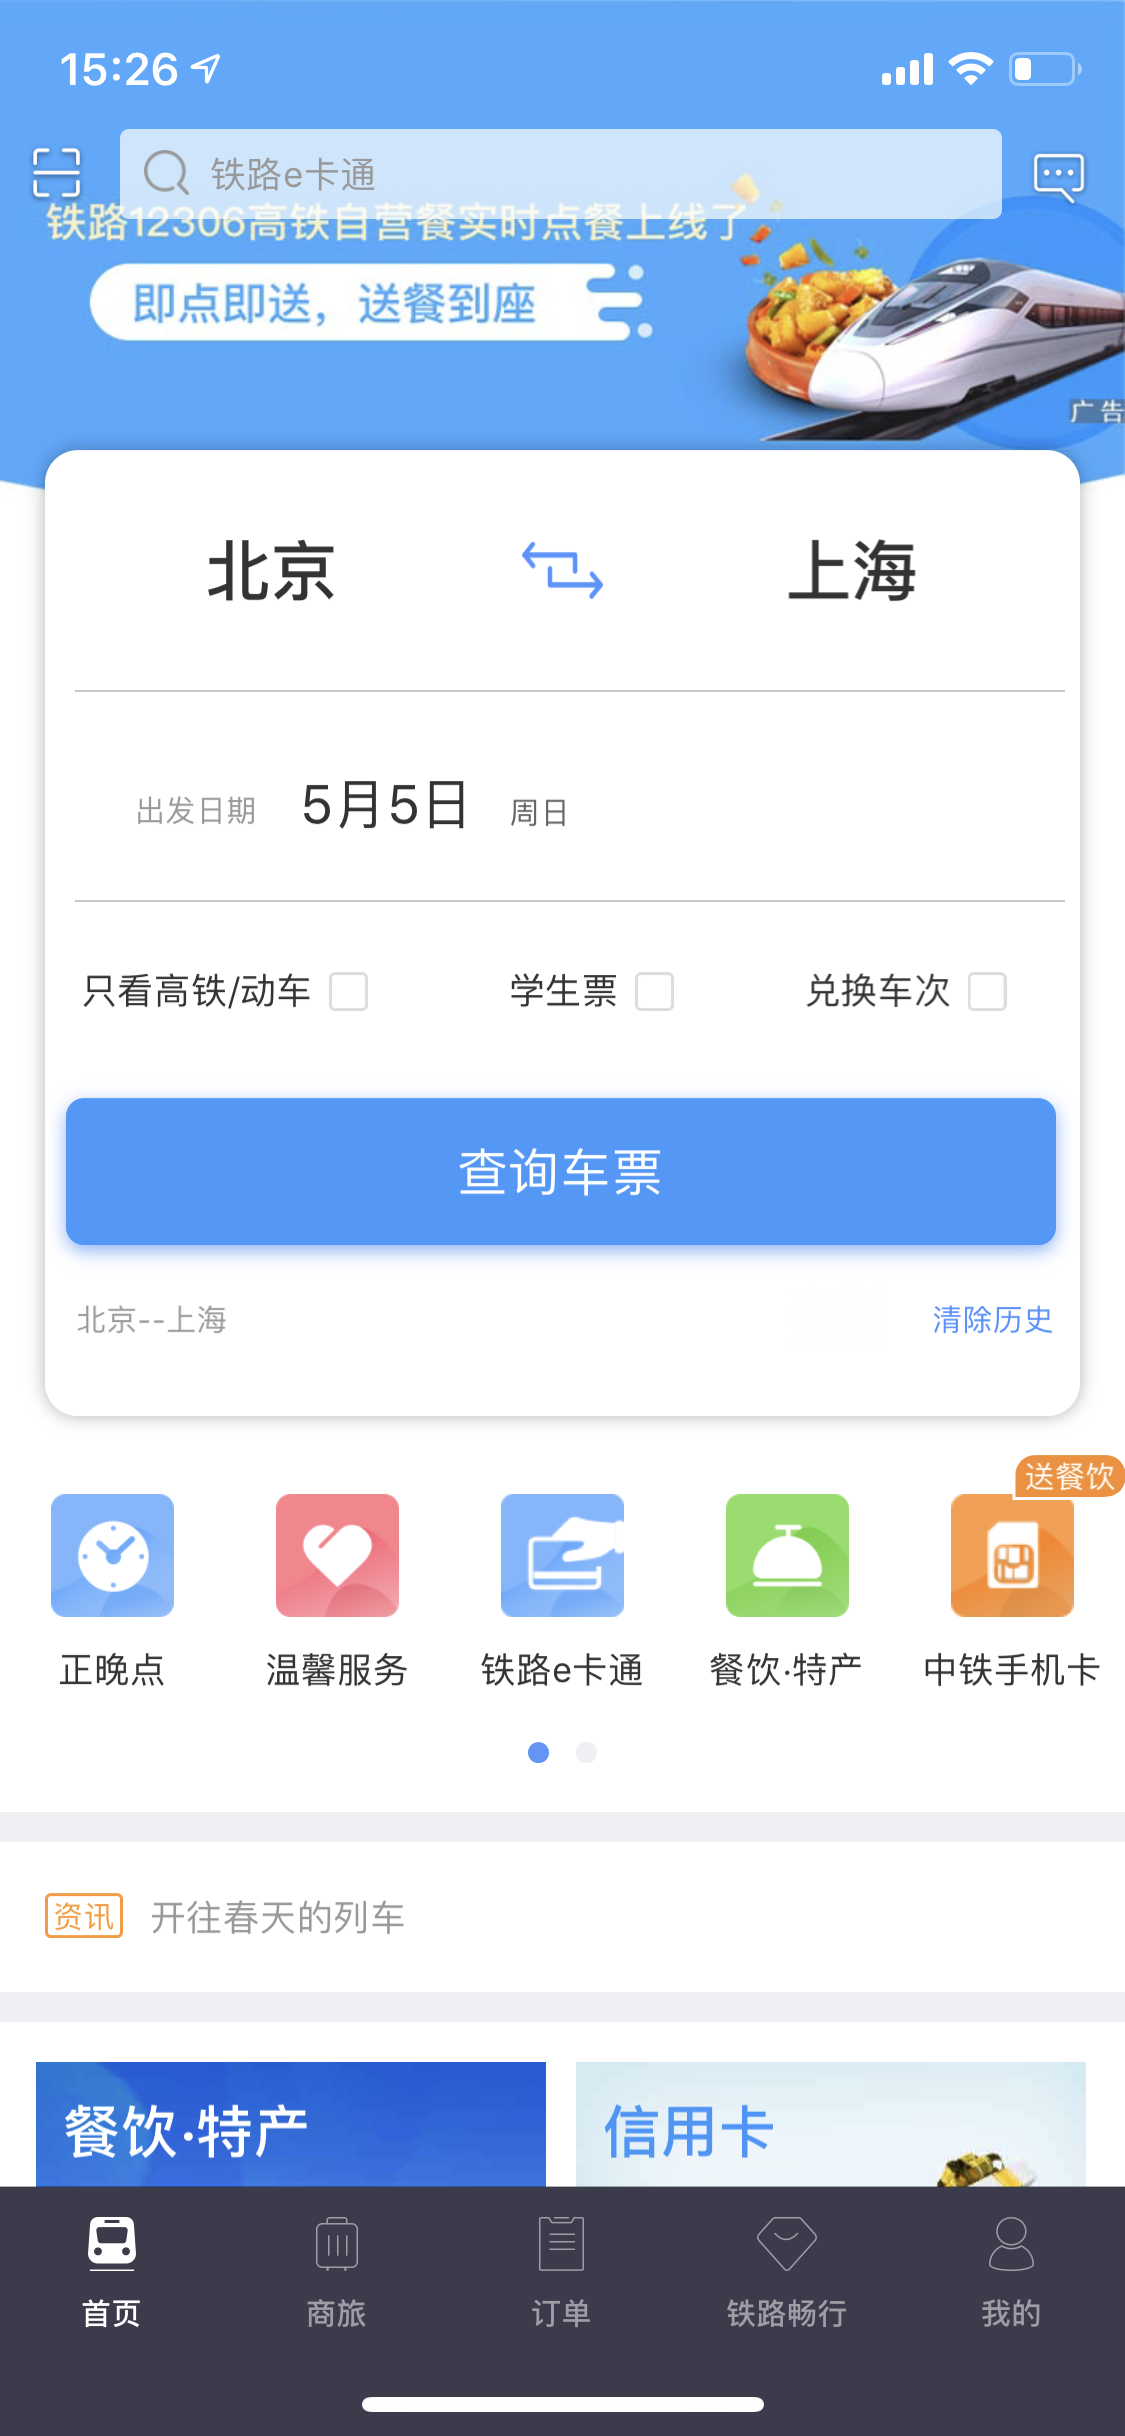 15:26
铁路e卡通
铁路12306高铁自营餐实时点餐上线了
即点即送，送餐到座
广告
北京
上海
出发日期 5月5日 周日
只看高铁/动车 学生票 兑换车次
查询车票
北京--上海 清除历史
送餐饮
正晚点 温馨服务 铁路e卡通 餐饮·特产 中铁手机卡
资讯 开往春天的列车
餐饮·特产 信用卡
首页 商旅 订单 铁路畅行 我的